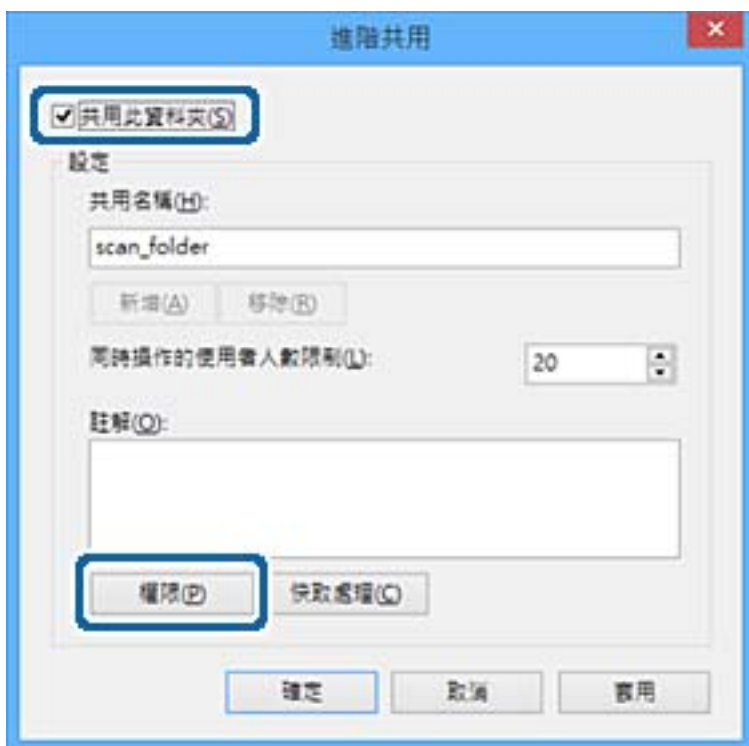 進階共用
共用此資料夾(S)
設定
共用名稱(H):
scan_folder
新增(A) 移除(R)
同時操作的使用者人數限制(L): 20
註解(O):
權限(P) 快取處理(C)
確定 取消 套用